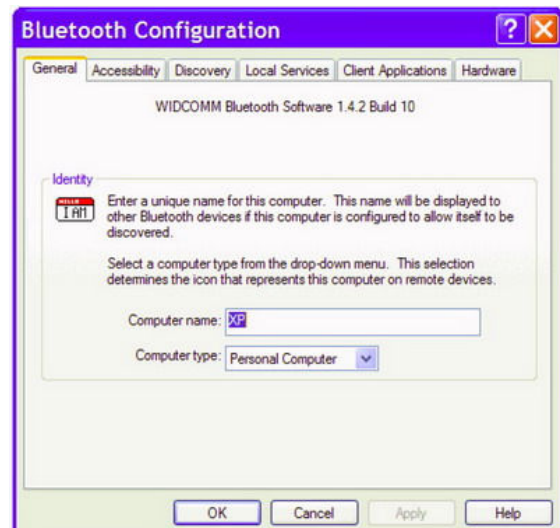 Bluetooth Configuration
General Accessibility Discovery Local Services Client Applications Hardware
WIDCOMM Bluetooth Software 1.4.2 Build 10
Identity
HELLO
I AM
Enter a unique name for this computer. This name will be displayed to
other Bluetooth devices if this computer is configured to allow itself to be
discovered.
Select a computer type from the drop-down menu. This selection
determines the icon that represents this computer on remote devices.
Computer name: XP
Computer type: Personal Computer
OK Cancel Apply Help